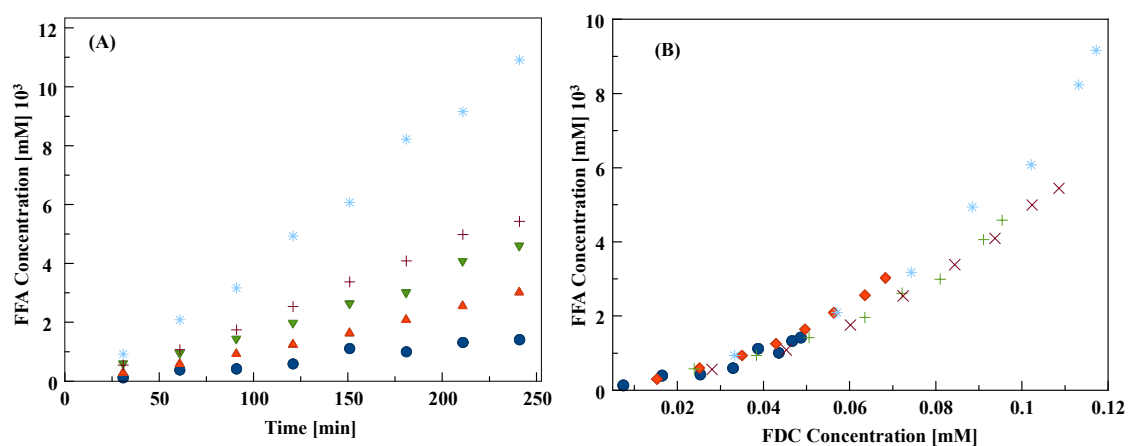 (A)
FFA Concentration [mM] 10³
12
10
8
6
4
2
0
0 50 100 150 200 250
Time [min]
(B)
FFA Concentration [mM] 10³
10
8
6
4
2
0
0.02 0.04 0.06 0.08 0.1 0.12
FDC Concentration [mM]